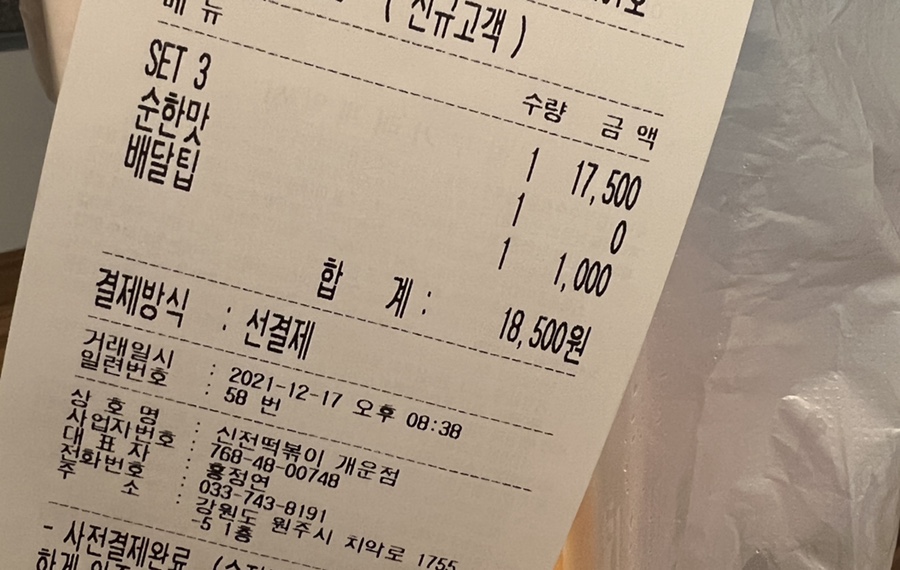 ( 신규고객 )
메 뉴 수량 금 액
SET 3 1 17,500
순한맛 1 0
배달팁 1 1,000
합 계 : 18,500원
결제방식 : 선결제
거래일시 : 2021-12-17 오후 08:38
일련번호 : 58 번
상 호 명 : 신전떡볶이 개운점
사업자번호 : 768-48-00748
대 표 자 : 홍정연
전화번호 : 033-743-8191
주 소 : 강원도 원주시 치악로 1755
-5 1층
- 사전결제완료